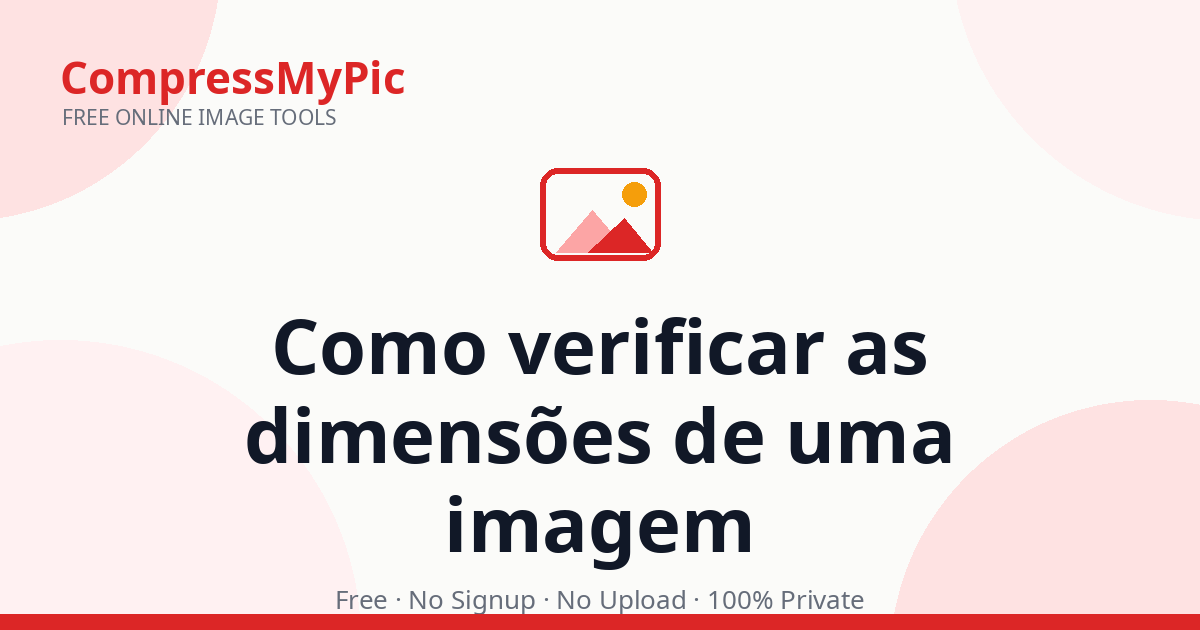 CompressMyPic
FREE ONLINE IMAGE TOOLS
Como verificar as
dimensões de uma
imagem
Free · No Signup · No Upload · 100% Private